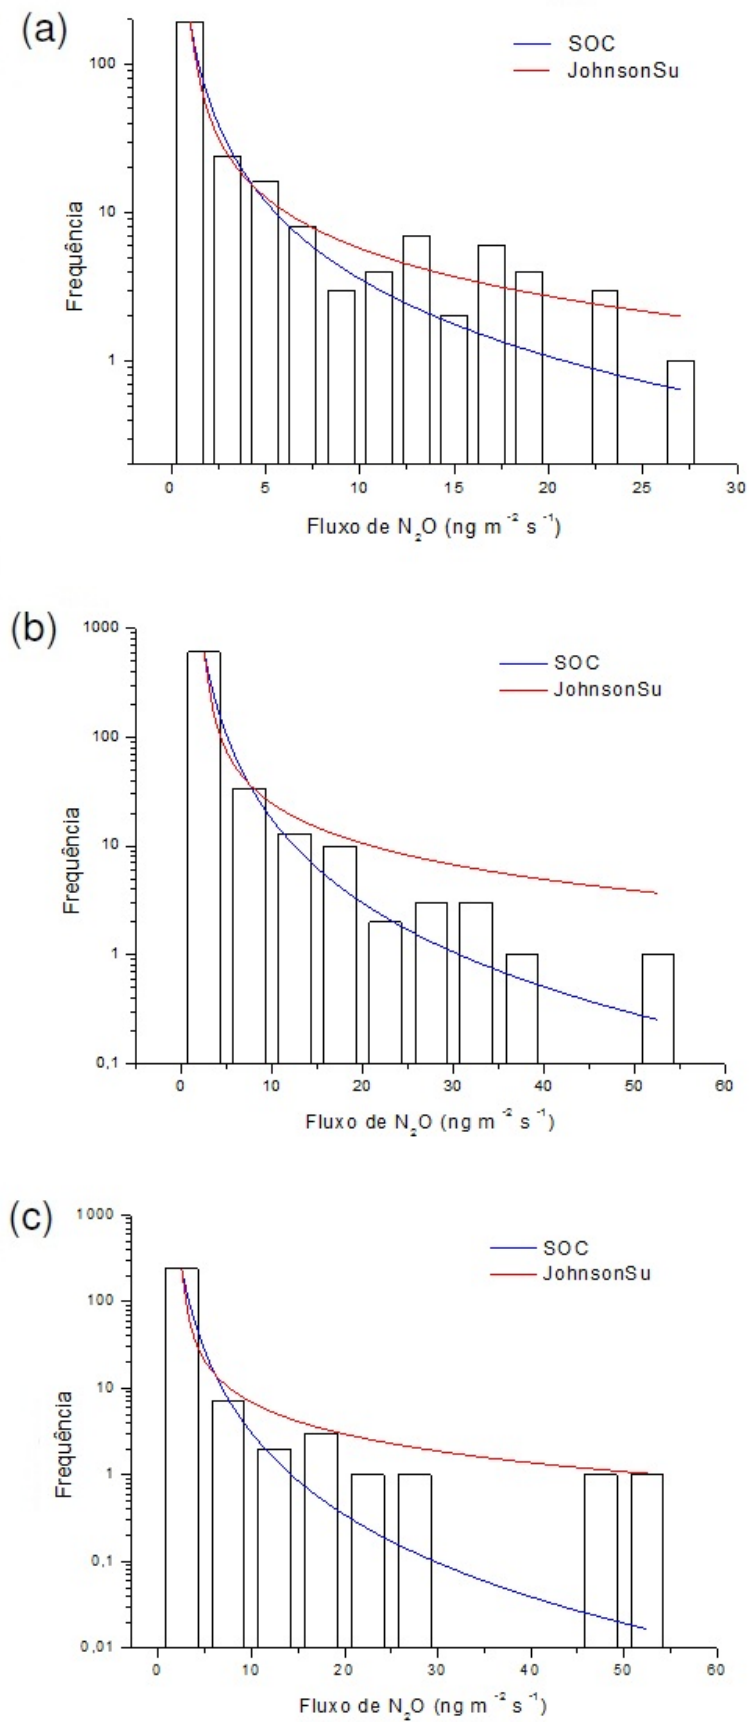 (a)
SOC
JohnsonSu
100
10
1
Frequência
0 5 10 15 20 25 30
Fluxo de N₂O (ng m⁻² s⁻¹)
(b)
SOC
JohnsonSu
1000
100
10
1
0,1
Frequência
0 10 20 30 40 50 60
Fluxo de N₂O (ng m⁻² s⁻¹)
(c)
SOC
JohnsonSu
1000
100
10
1
0,1
0,01
Frequência
0 10 20 30 40 50 60
Fluxo de N₂O (ng m⁻² s⁻¹)